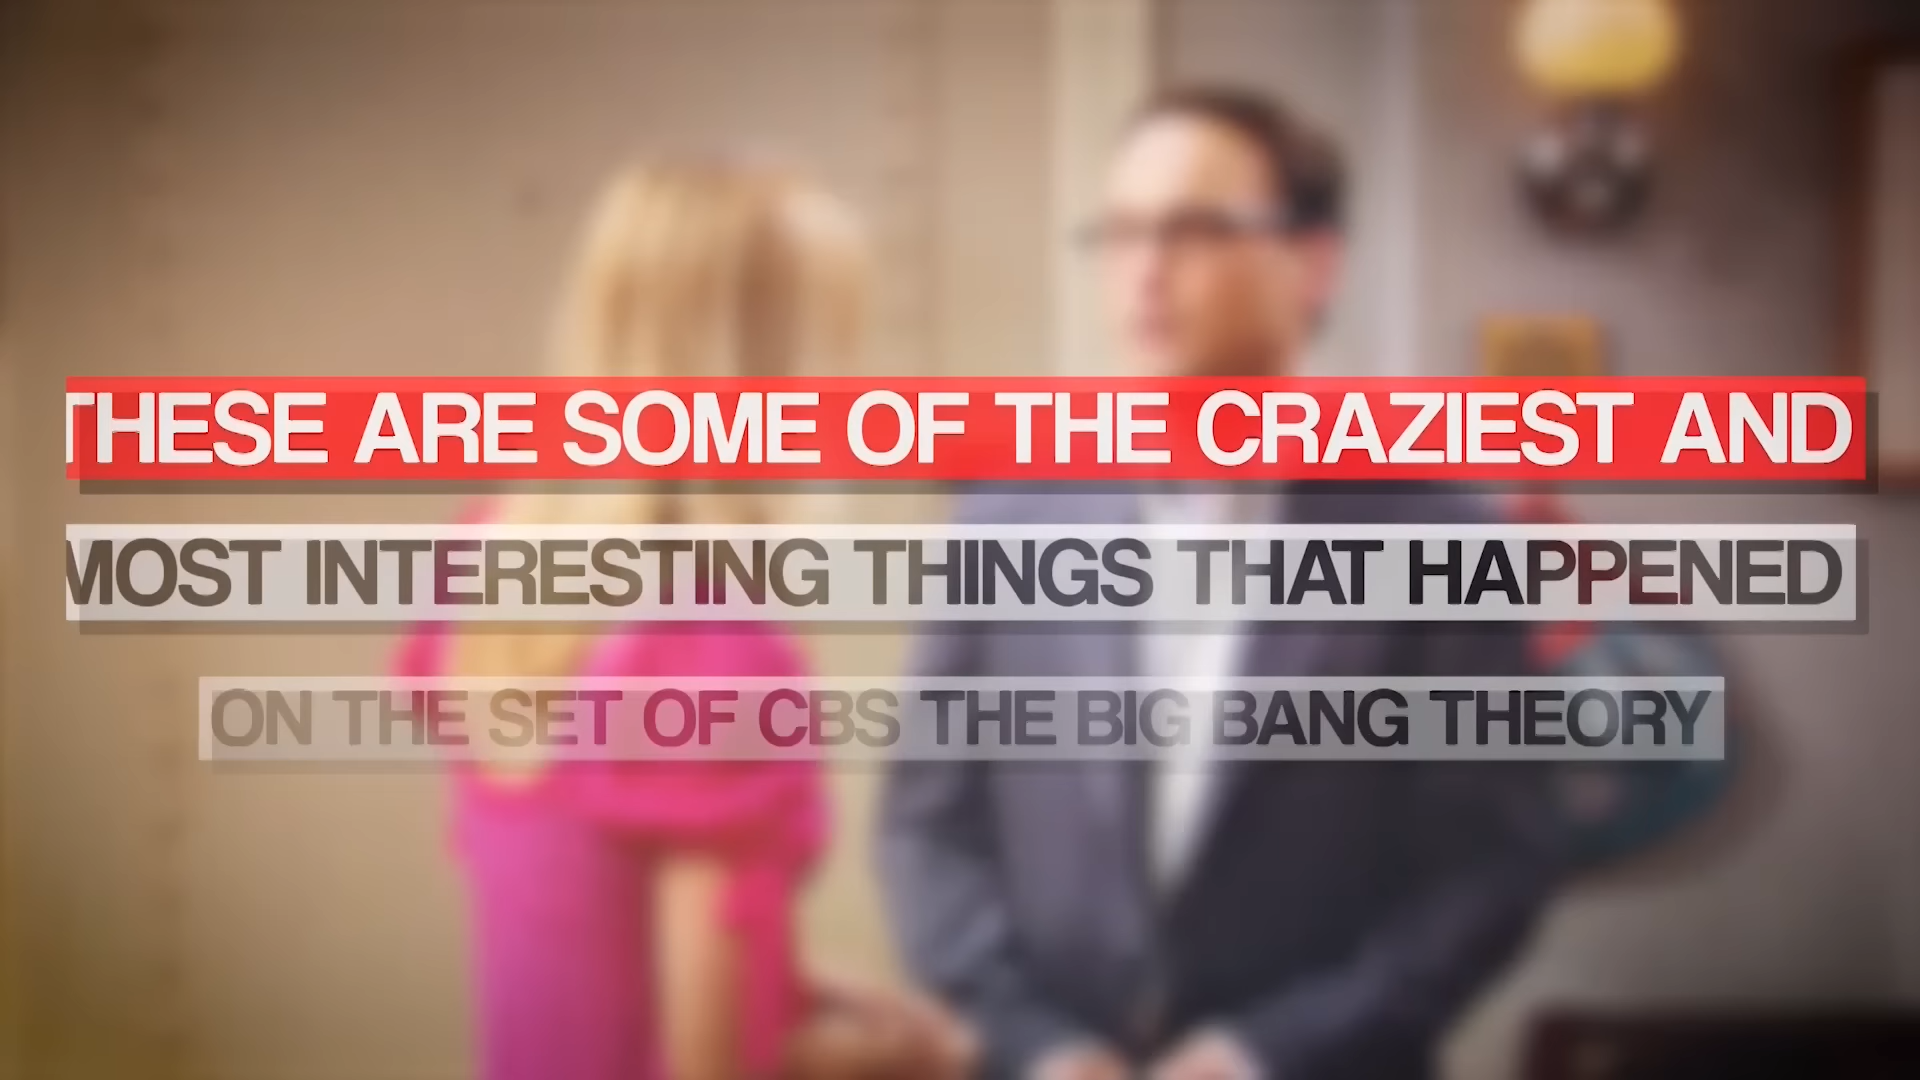 THESE ARE SOME OF THE CRAZIEST AND
MOST INTERESTING THINGS THAT HAPPENED
ON THE SET OF CBS THE BIG BANG THEORY